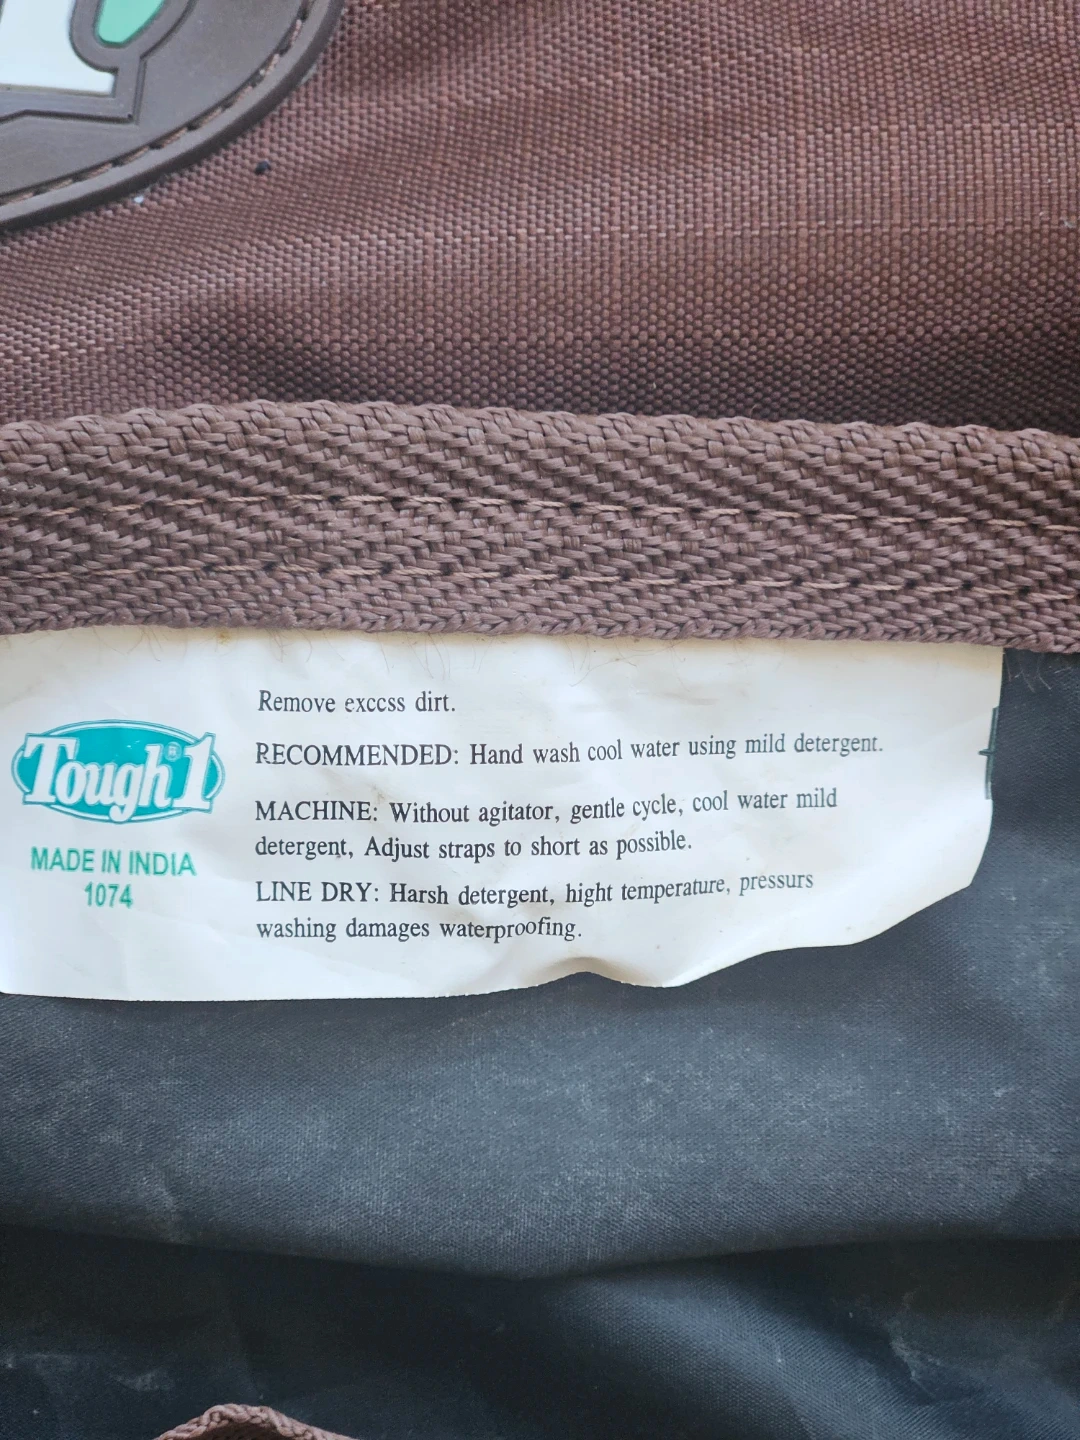 Remove exccss dirt.
RECOMMENDED: Hand wash cool water using mild detergent.
MACHINE: Without agitator, gentle cycle, cool water mild
detergent, Adjust straps to short as possible.
LINE DRY: Harsh detergent, hight temperature, pressurs
washing damages waterproofing.
Tough 1®
MADE IN INDIA
1074